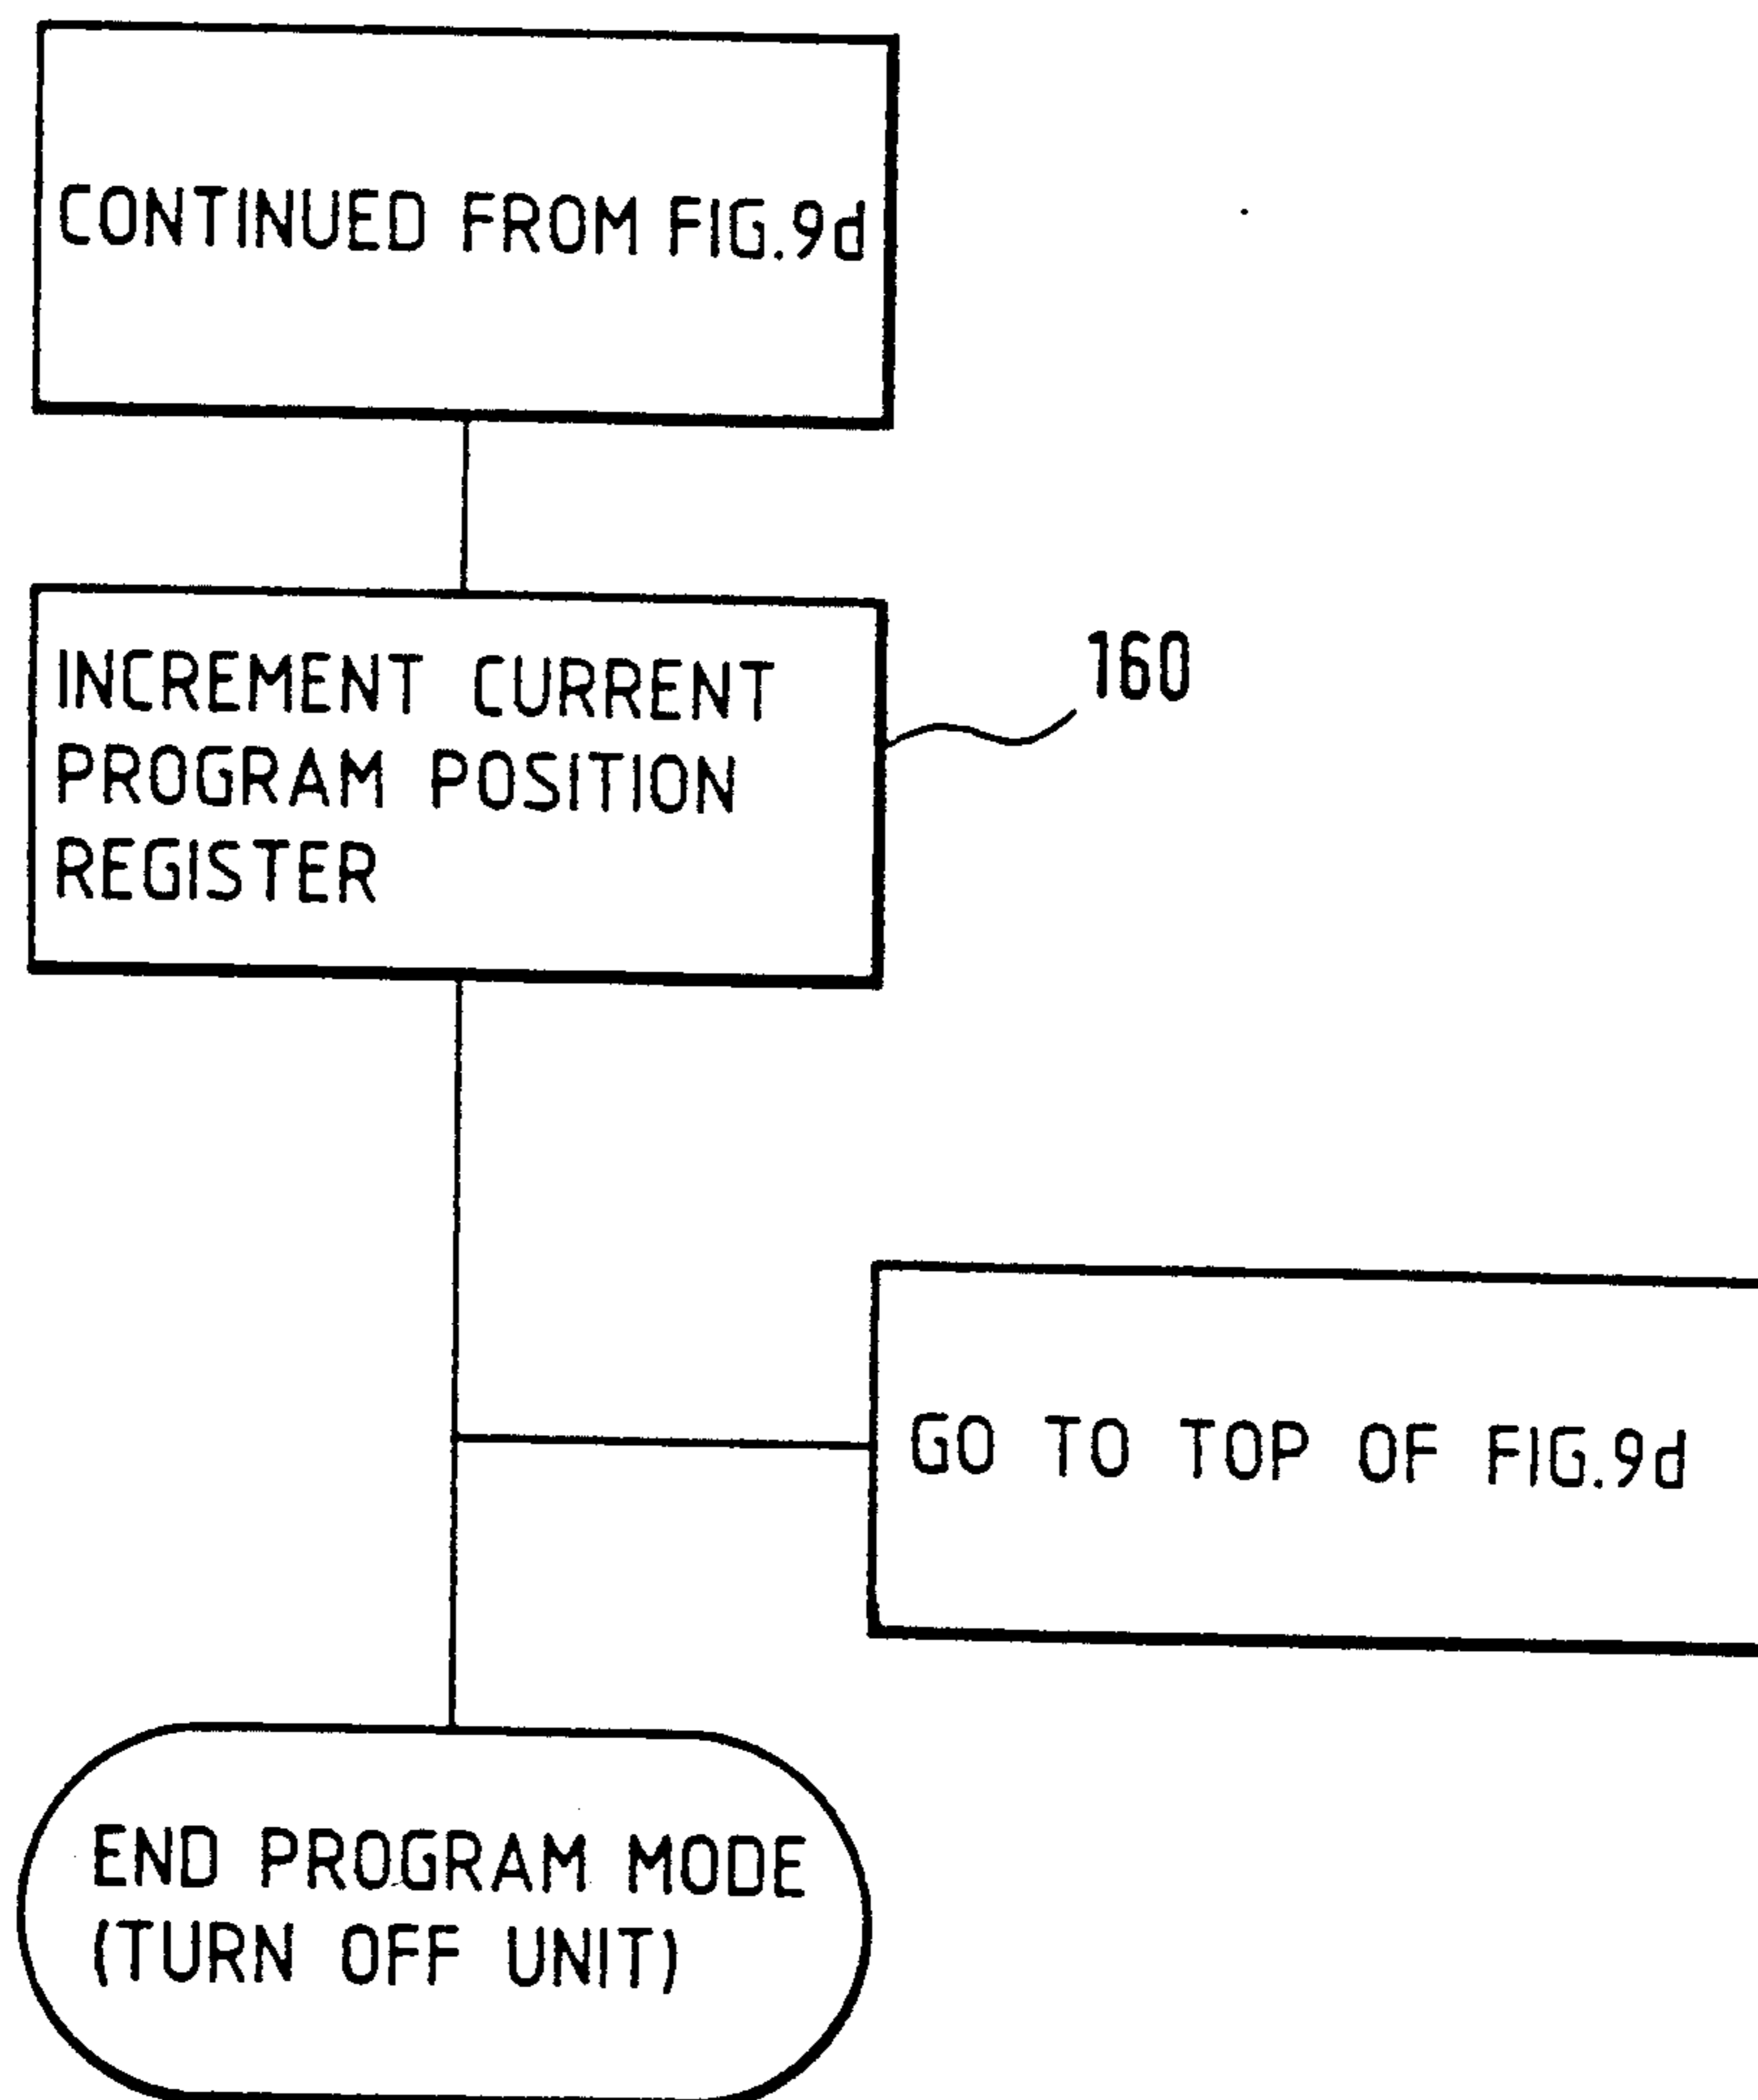 CONTINUED FROM FIG.9d
INCREMENT CURRENT
PROGRAM POSITION
REGISTER
160
GO TO TOP OF FIG.9d
END PROGRAM MODE
(TURN OFF UNIT)